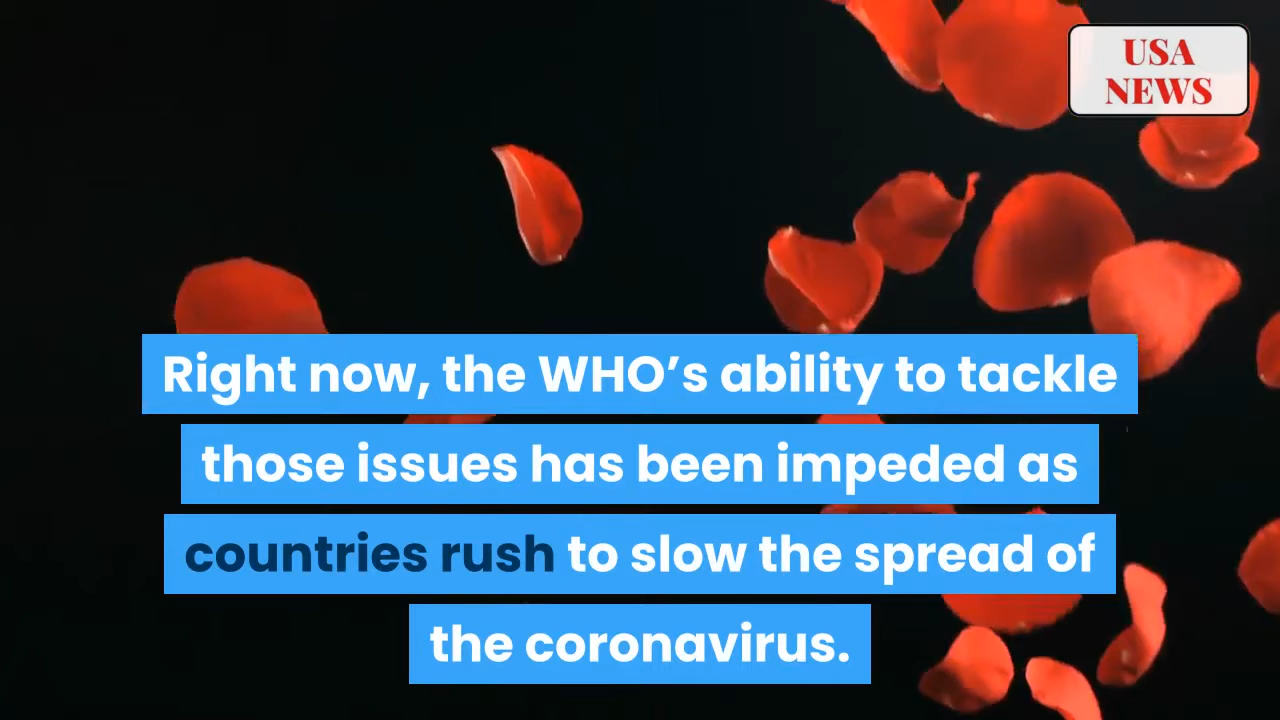 USA
NEWS
Right now, the WHO’s ability to tackle
those issues has been impeded as
countries rush to slow the spread of
the coronavirus.